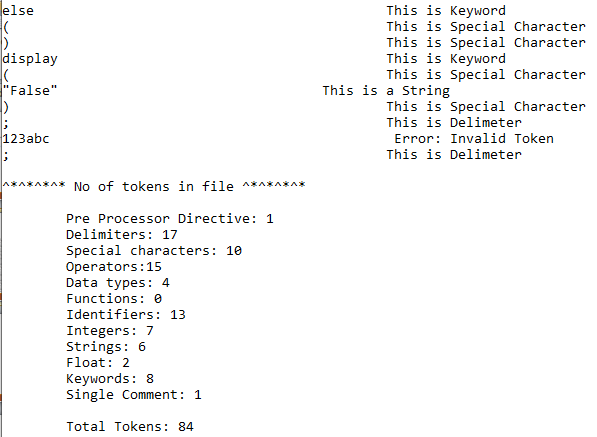 else This is Keyword
( This is Special Character
) This is Special Character
display This is Keyword
( This is Special Character
"False" This is a String
) This is Special Character
; This is Delimeter
123abc Error: Invalid Token
; This is Delimeter
^*^*^*^* No of tokens in file ^*^*^*^*
Pre Processor Directive: 1
Delimiters: 17
Special characters: 10
Operators:15
Data types: 4
Functions: 0
Identifiers: 13
Integers: 7
Strings: 6
Float: 2
Keywords: 8
Single Comment: 1
Total Tokens: 84